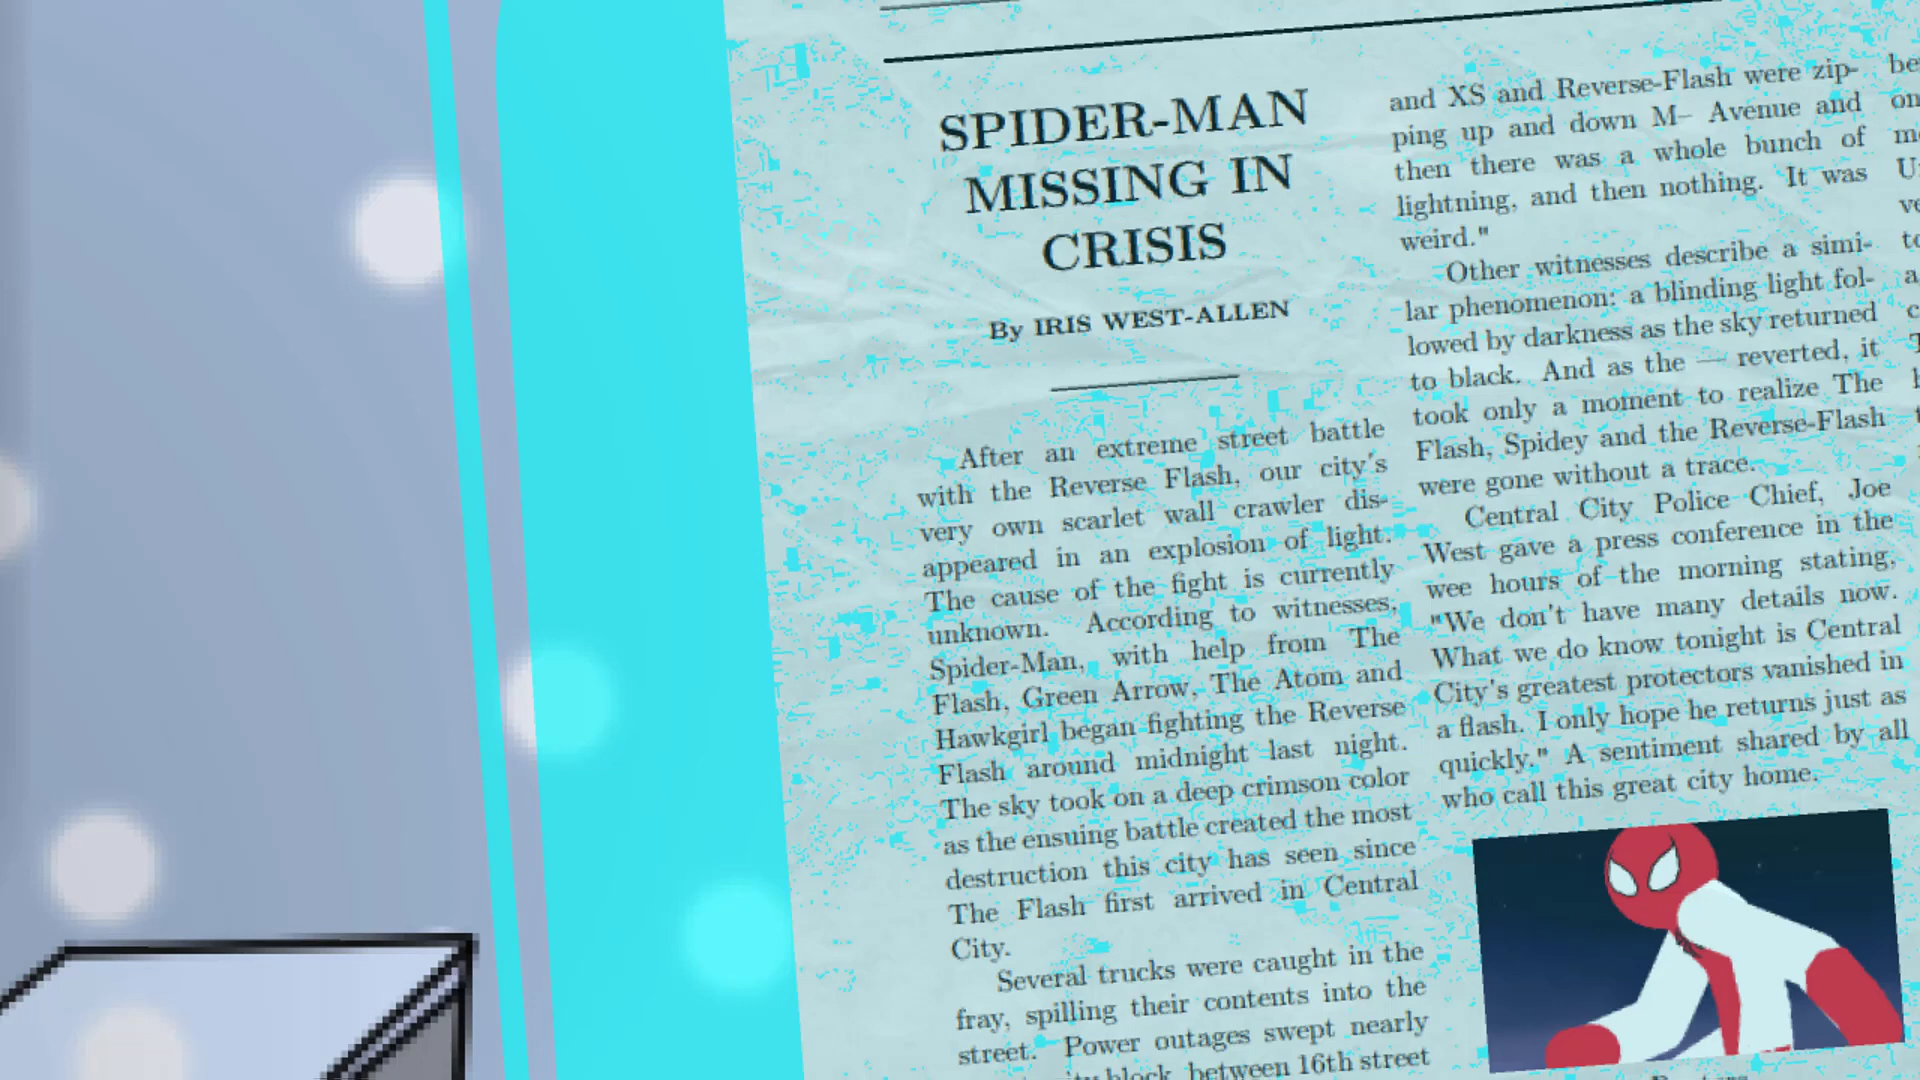 SPIDER-MAN
MISSING IN
CRISIS
By IRIS WEST-ALLEN
After an extreme street battle
with the Reverse Flash, our city's
very own scarlet wall crawler dis-
appeared in an explosion of light.
The cause of the fight is currently
unknown. According to witnesses,
Spider-Man, with help from The
Flash, Green Arrow, The Atom and
Hawkgirl began fighting the Reverse
Flash around midnight last night.
The sky took on a deep crimson color
as the ensuing battle created the most
destruction this city has seen since
The Flash first arrived in Central
City.
Several trucks were caught in the
fray, spilling their contents into the
street. Power outages swept nearly
block, between 16th street
and XS and Reverse-Flash were zip-
ping up and down M– Avenue and
then there was a whole bunch of
lightning, and then nothing. It was
weird."
Other witnesses describe a simi-
lar phenomenon: a blinding light fol-
lowed by darkness as the sky returned
to black. And as the — reverted, it
took only a moment to realize The
Flash, Spidey and the Reverse-Flash
were gone without a trace.
Central City Police Chief, Joe
West gave a press conference in the
wee hours of the morning stating,
"We don't have many details now.
What we do know tonight is Central
City's greatest protectors vanished in
a flash. I only hope he returns just as
quickly." A sentiment shared by all
who call this great city home.